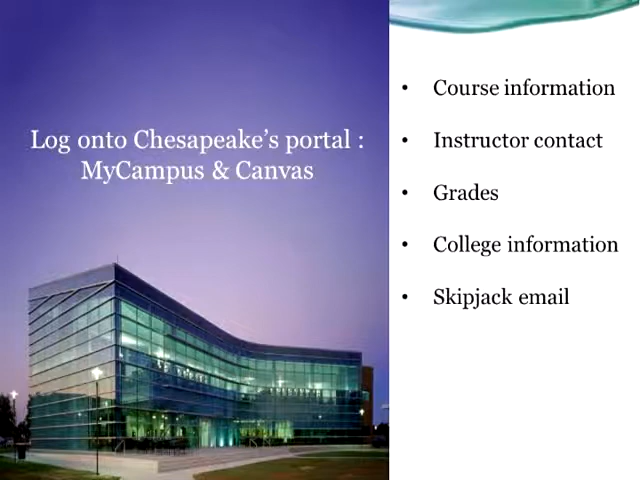 Log onto Chesapeake's portal :
MyCampus & Canvas
• Course information
• Instructor contact
• Grades
• College information
• Skipjack email